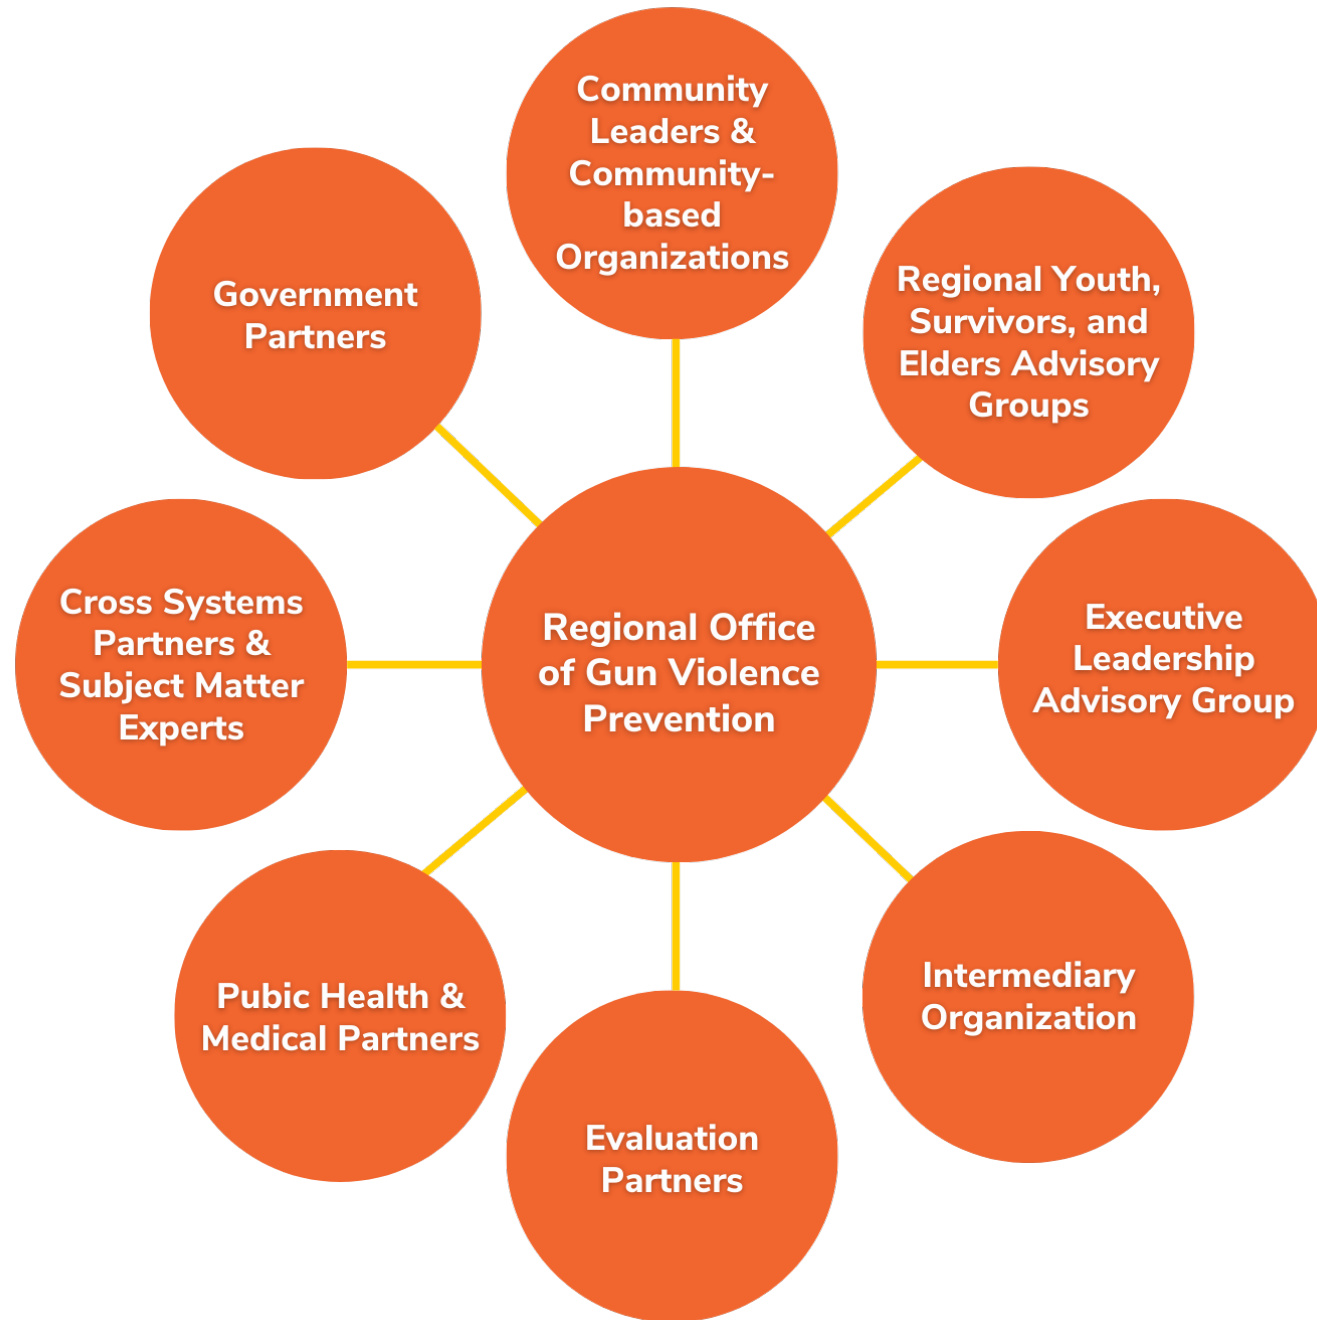 Community
Leaders &
Community-
based
Organizations
Regional Youth,
Survivors, and
Elders Advisory
Groups
Executive
Leadership
Advisory Group
Intermediary
Organization
Evaluation
Partners
Pubic Health &
Medical Partners
Cross Systems
Partners &
Subject Matter
Experts
Government
Partners
Regional Office
of Gun Violence
Prevention